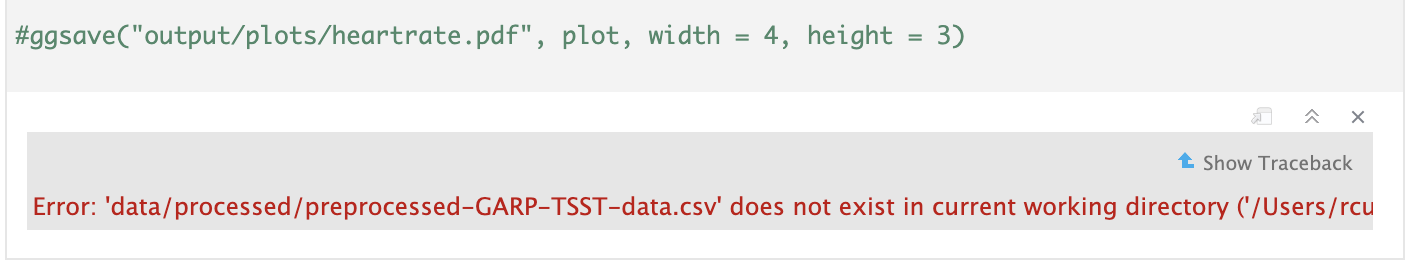 #ggsave("output/plots/heartrate.pdf", plot, width = 4, height = 3)
Show Traceback
Error: 'data/processed/preprocessed-GARP-TSST-data.csv' does not exist in current working directory ('/Users/rcu